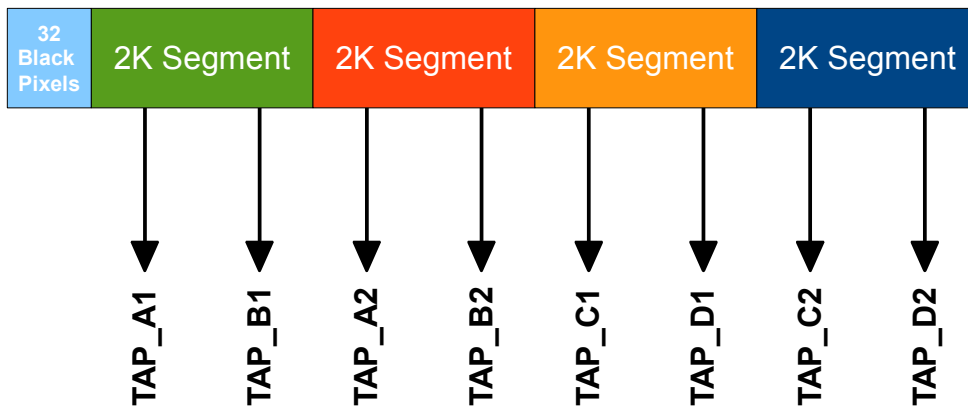 32
Black
Pixels
2K Segment
2K Segment
2K Segment
2K Segment
TAP_A1
TAP_B1
TAP_A2
TAP_B2
TAP_C1
TAP_D1
TAP_C2
TAP_D2